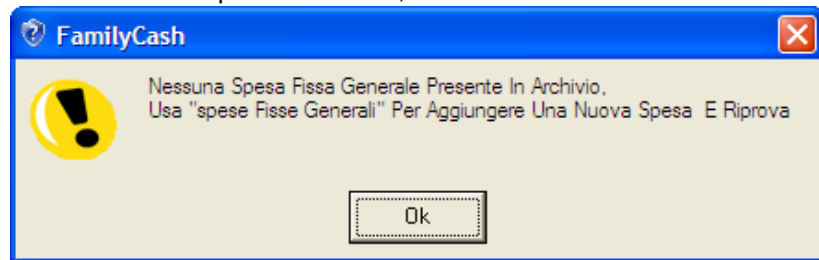 FamilyCash
Nessuna Spesa Fissa Generale Presente In Archivio,
Usa "spese Fisse Generali" Per Aggiungere Una Nuova Spesa  E Riprova
Ok